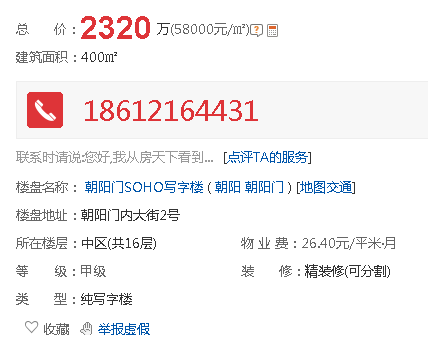 总　　价：2320 万(58000元/㎡)
建筑面积：400㎡
18612164431
联系时请说:您好,我从房天下看到... [点评TA的服务]
楼盘名称： 朝阳门SOHO写字楼 ( 朝阳 朝阳门 ) [地图交通]
楼盘地址：朝阳门内大街2号
所在楼层：中区(共16层) 物 业 费：26.40元/平米·月
等　　级：甲级 装　　修：精装修(可分割)
类　　型：纯写字楼
收藏 举报虚假